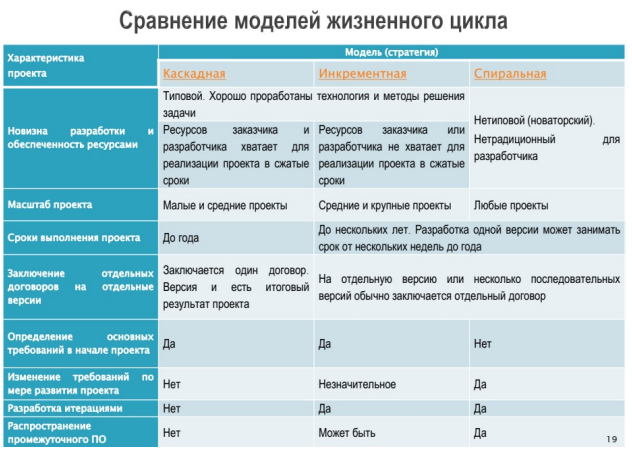 Сравнение моделей жизненного цикла
Характеристика
проекта
Модель (стратегия)
Каскадная
Инкрементная
Спиральная
Новизна разработки и
обеспеченность ресурсами
Типовой. Хорошо проработаны технология и методы решения
задачи
Ресурсов заказчика и
разработчика хватает для
реализации проекта в сжатые
сроки
Ресурсов заказчика или
разработчика не хватает для
реализации проекта в сжатые
сроки
Нетиповой (новаторский).
Нетрадиционный для
разработчика
Масштаб проекта
Малые и средние проекты
Средние и крупные проекты
Любые проекты
Сроки выполнения проекта
До года
До нескольких лет. Разработка одной версии может занимать
срок от нескольких недель до года
Заключение отдельных
договоров на отдельные
версии
Заключается один договор.
Версия и есть итоговый
результат проекта
На отдельную версию или несколько последовательных
версий обычно заключается отдельный договор
Определение основных
требований в начале проекта
Да
Да
Нет
Изменение требований по
мере развития проекта
Нет
Незначительное
Да
Разработка итерациями
Нет
Да
Да
Распространение
промежуточного ПО
Нет
Может быть
Да
19